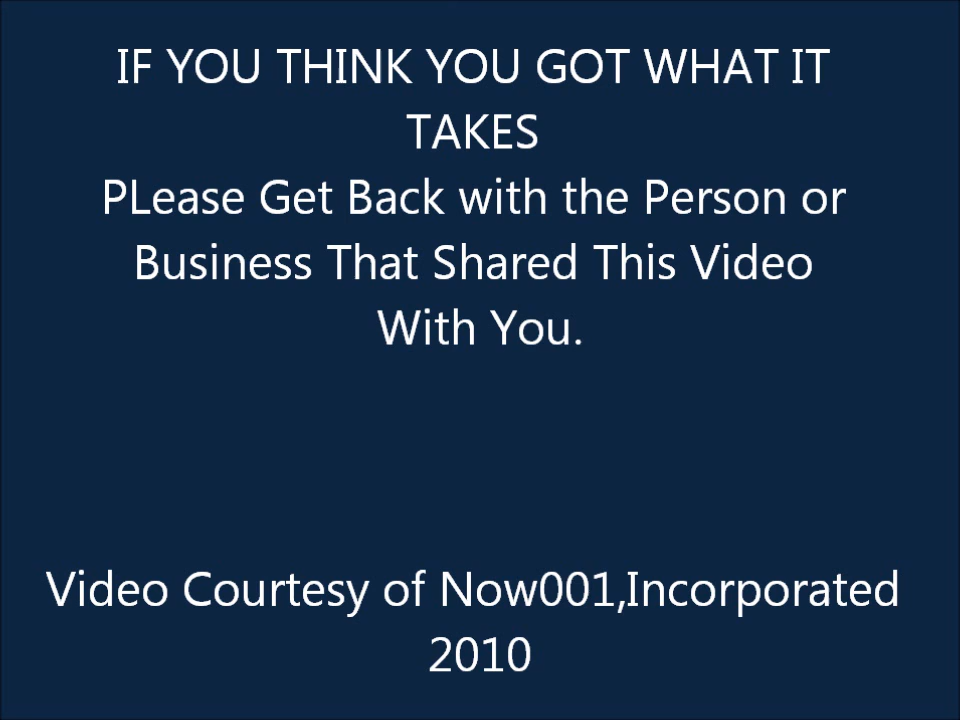 IF YOU THINK YOU GOT WHAT IT
TAKES
PLease Get Back with the Person or
Business That Shared This Video
With You.
Video Courtesy of Now001,Incorporated
2010